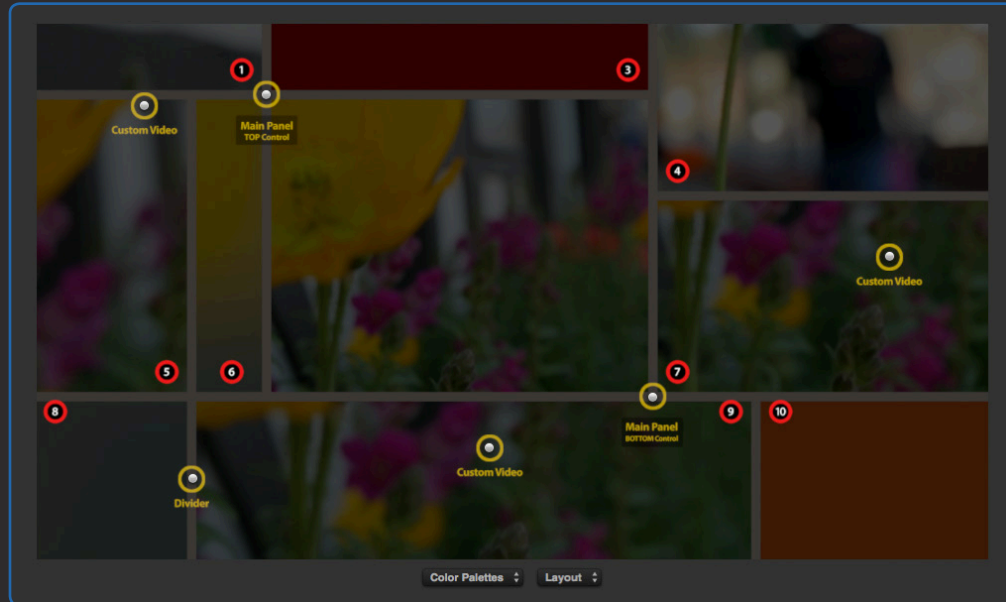 1
3
Custom Video
Main Panel
TOP Control
4
Custom Video
5
6
7
8
Main Panel
BOTTOM Control
9
10
Custom Video
Divider
Color Palettes
Layout